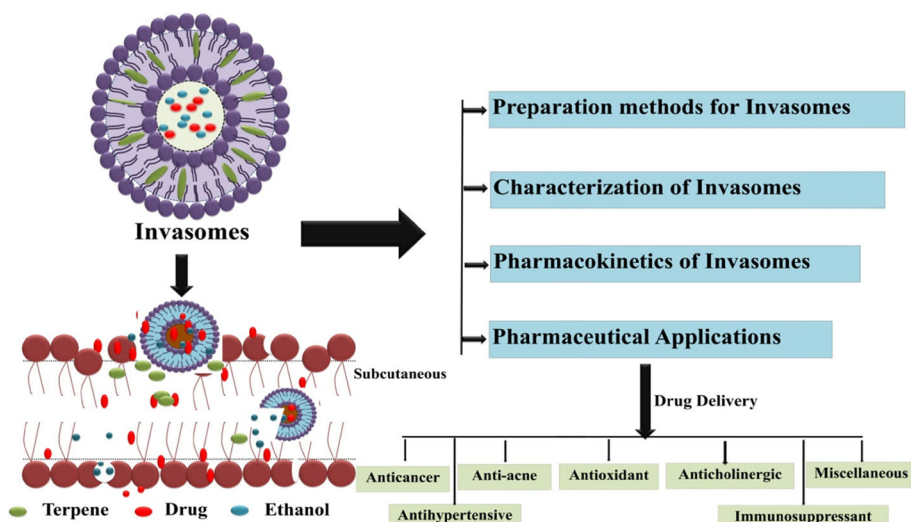 Invasomes
Preparation methods for Invasomes
Characterization of Invasomes
Pharmacokinetics of Invasomes
Pharmaceutical Applications
Subcutaneous
Terpene
Drug
Ethanol
Drug Delivery
Anticancer
Anti-acne
Antioxidant
Anticholinergic
Miscellaneous
Antihypertensive
Immunosuppressant